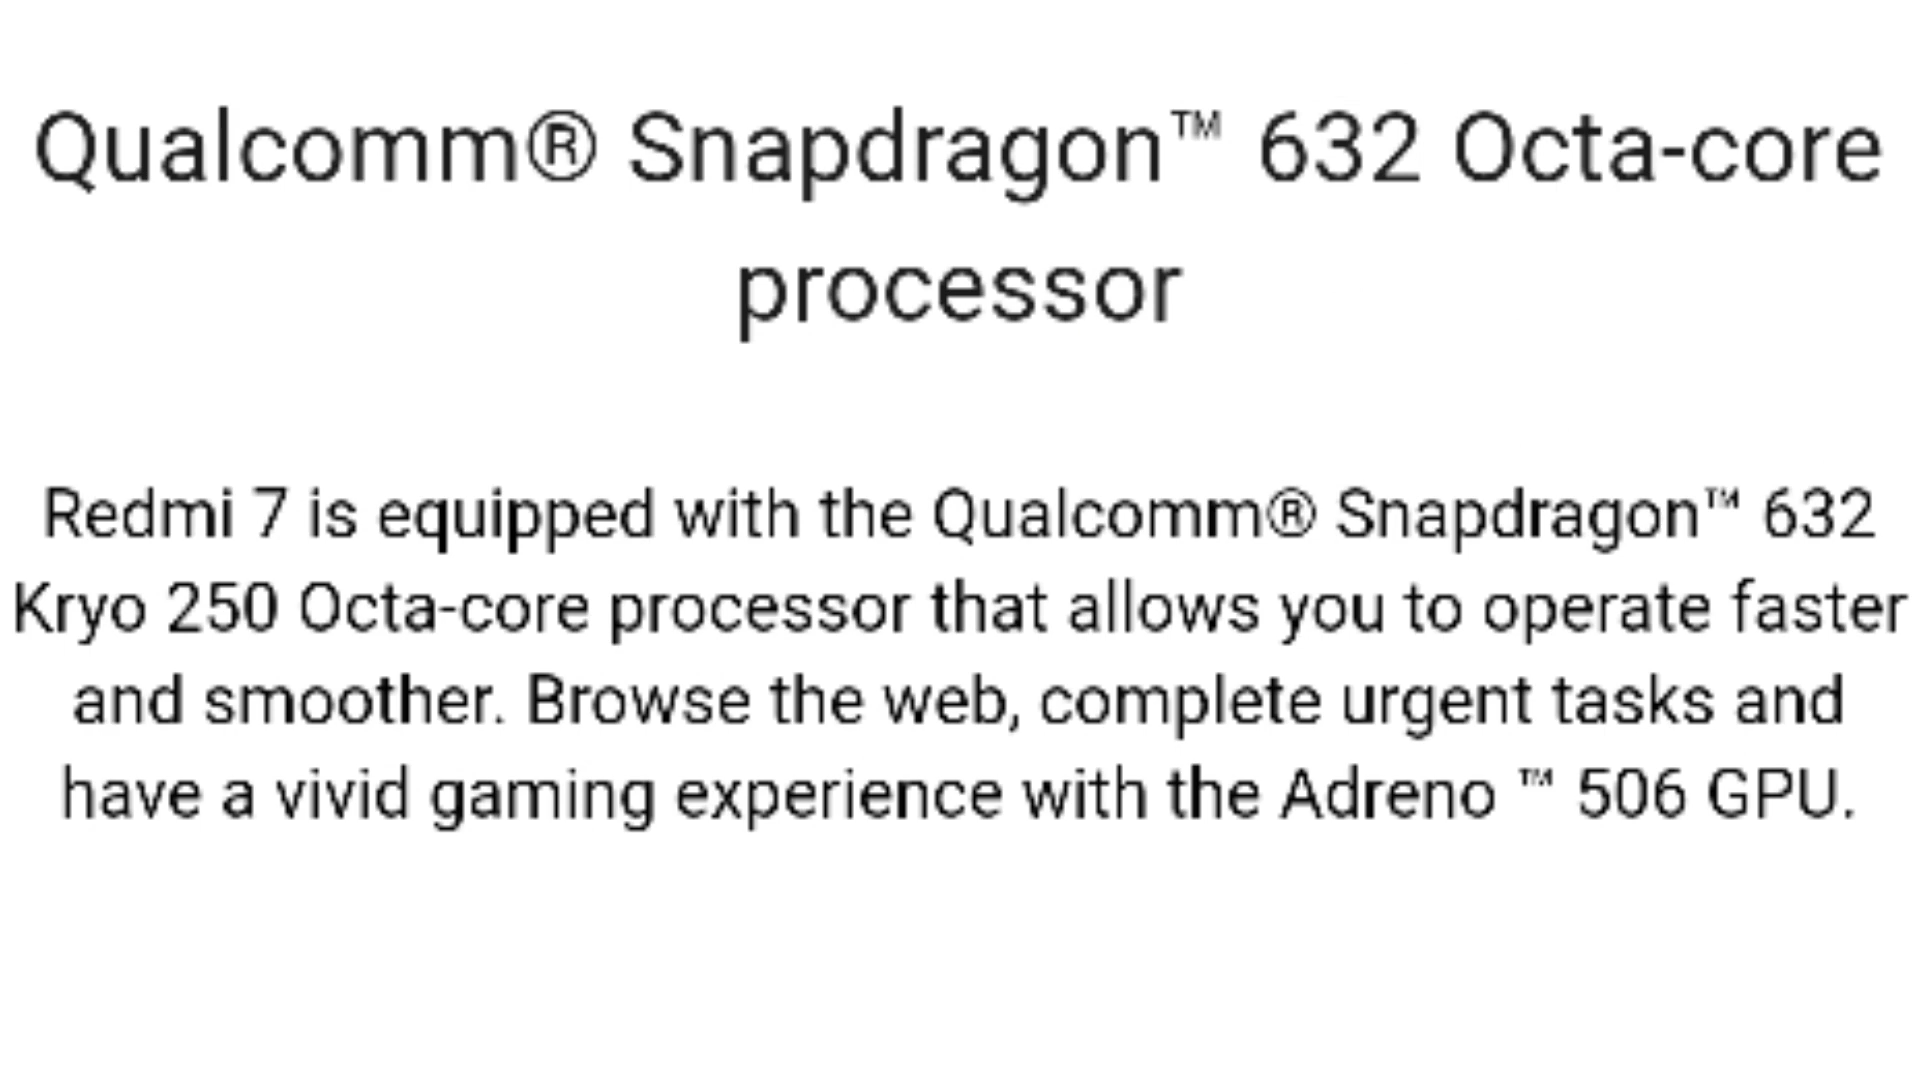 Qualcomm® Snapdragon™ 632 Octa-core
processor
Redmi 7 is equipped with the Qualcomm® Snapdragon™ 632
Kryo 250 Octa-core processor that allows you to operate faster
and smoother. Browse the web, complete urgent tasks and
have a vivid gaming experience with the Adreno ™ 506 GPU.